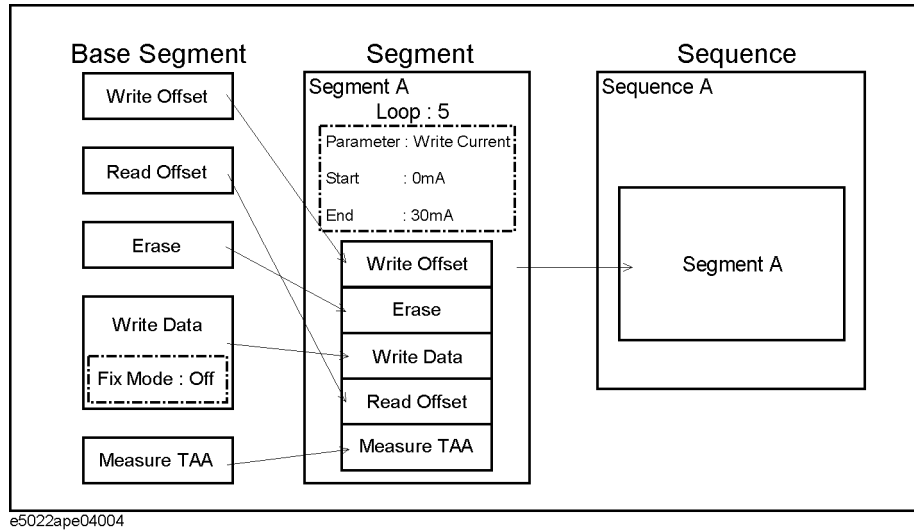 Base Segment
Write Offset
Read Offset
Erase
Write Data
Fix Mode : Off
Measure TAA
Segment
Segment A
Loop : 5
Parameter : Write Current
Start : 0mA
End : 30mA
Write Offset
Erase
Write Data
Read Offset
Measure TAA
Sequence
Sequence A
Segment A
e5022ape04004